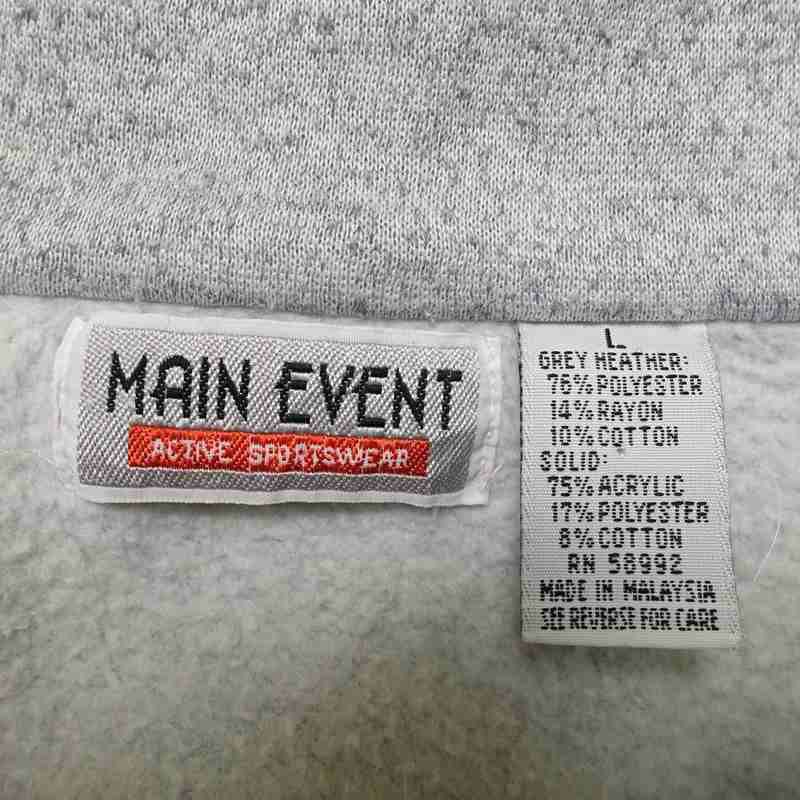 MAIN EVENT
ACTIVE SPORTSWEAR
L
GREY HEATHER:
76% POLYESTER
14% RAYON
10% COTTON
SOLID:
75% ACRYLIC
17% POLYESTER
8% COTTON
RN 58992
MADE IN MALAYSIA
SEE REVERSE FOR CARE